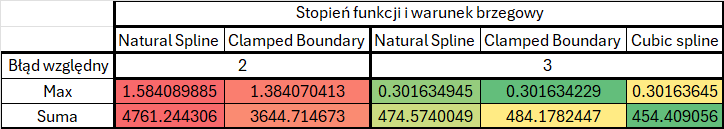 Stopień funkcji i warunek brzegowy
Natural Spline Clamped Boundary Natural Spline Clamped Boundary Cubic spline
Błąd względny 2 3
Max 1.584089885 1.384070413 0.301634945 0.301634229 0.30163645
Suma 4761.244306 3644.714673 474.5740049 484.1782447 454.409056